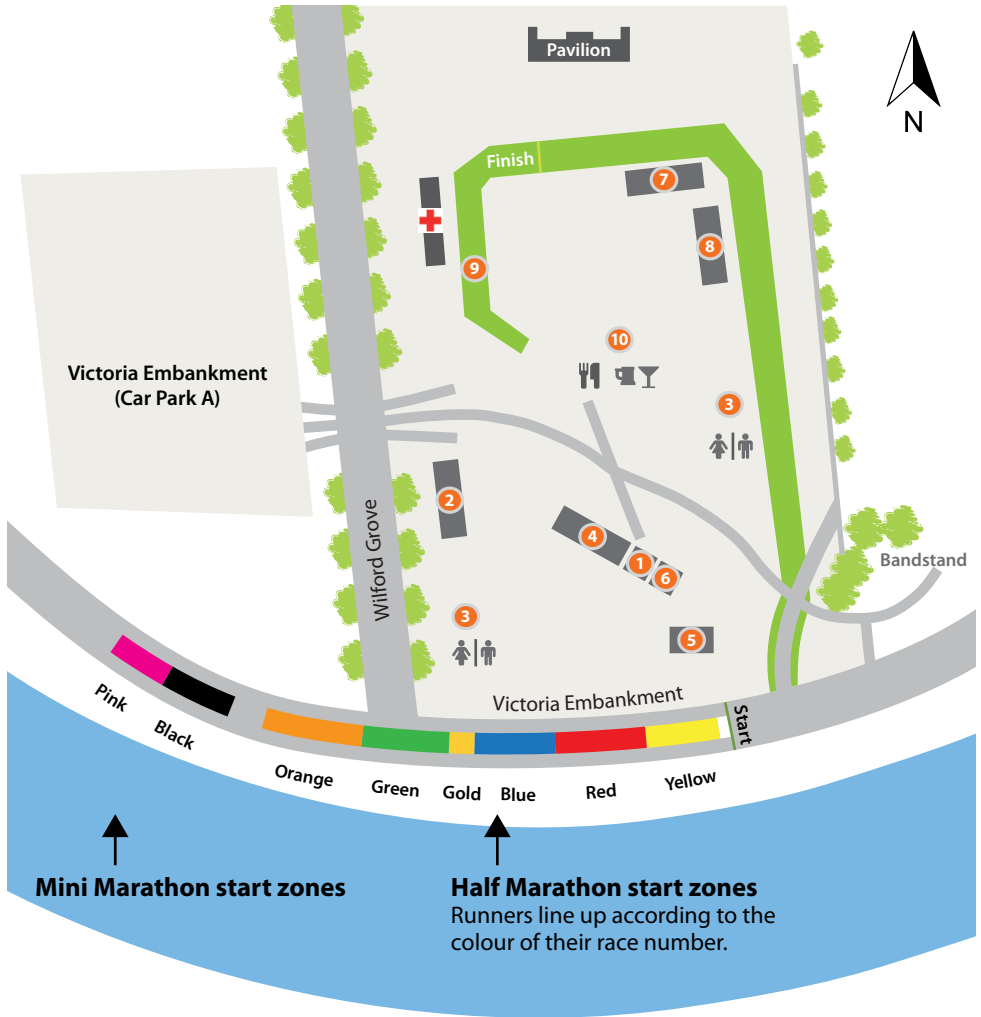 Pavilion
N
Finish
7
8
9
10
Victoria Embankment
(Car Park A)
3
2
Wilford Grove
4
1
6
Bandstand
3
5
Victoria Embankment
Start
Pink
Black
Orange
Green
Gold
Blue
Red
Yellow
Mini Marathon start zones
Half Marathon start zones
Runners line up according to the
colour of their race number.